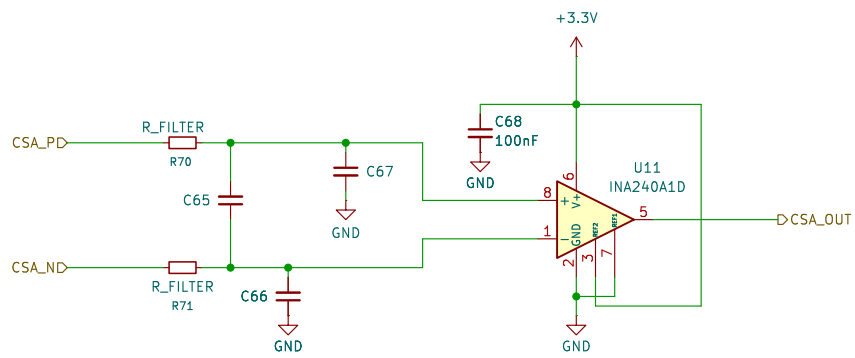 +3.3V
R_FILTER
CSA_P
R70
C68
100nF
C67
GND
6
U11
INA240A1D
8
+
V+
C65
GND
5
CSA_OUT
REF2
REF1
1
-
GND
CSA_N
2
3
7
R_FILTER
R71
C66
GND
GND